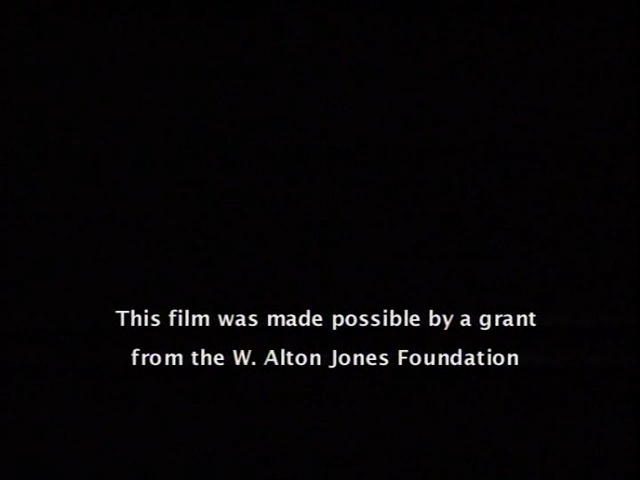 This film was made possible by a grant
from the W. Alton Jones Foundation